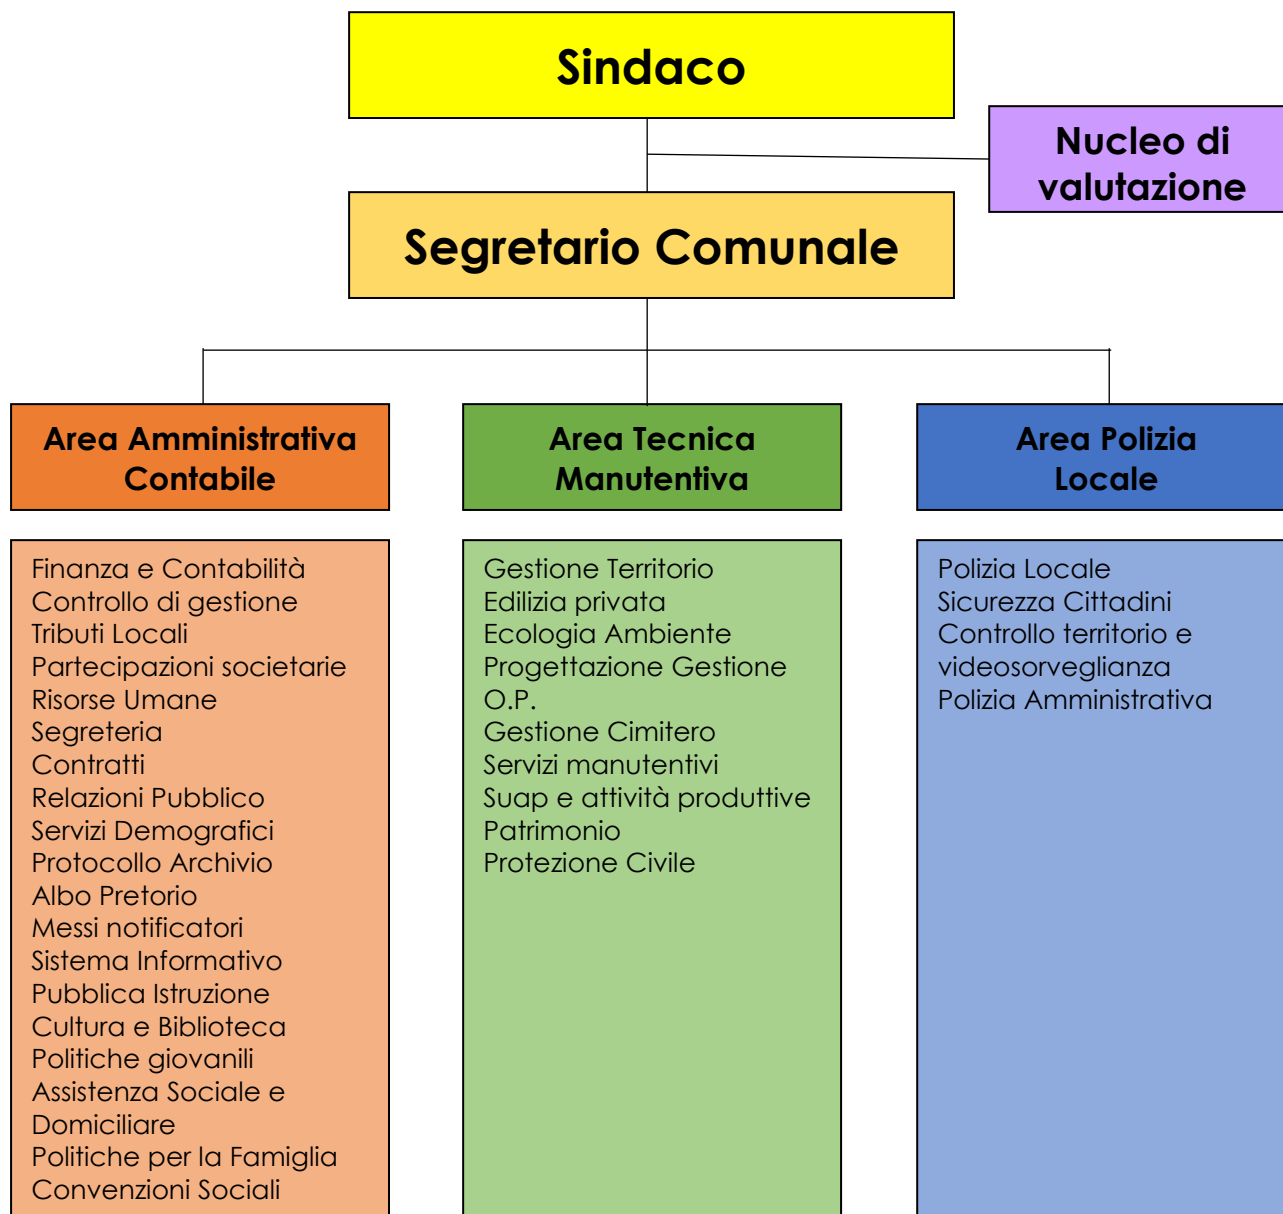 Sindaco
Nucleo di
valutazione
Segretario Comunale
Area Amministrativa
Contabile
Area Tecnica
Manutentiva
Area Polizia
Locale
Finanza e Contabilità
Controllo di gestione
Tributi Locali
Partecipazioni societarie
Risorse Umane
Segreteria
Contratti
Relazioni Pubblico
Servizi Demografici
Protocollo Archivio
Albo Pretorio
Messi notificatori
Sistema Informativo
Pubblica Istruzione
Cultura e Biblioteca
Politiche giovanili
Assistenza Sociale e
Domiciliare
Politiche per la Famiglia
Convenzioni Sociali
Gestione Territorio
Edilizia privata
Ecologia Ambiente
Progettazione Gestione
O.P.
Gestione Cimitero
Servizi manutentivi
Suap e attività produttive
Patrimonio
Protezione Civile
Polizia Locale
Sicurezza Cittadini
Controllo territorio e
videosorveglianza
Polizia Amministrativa